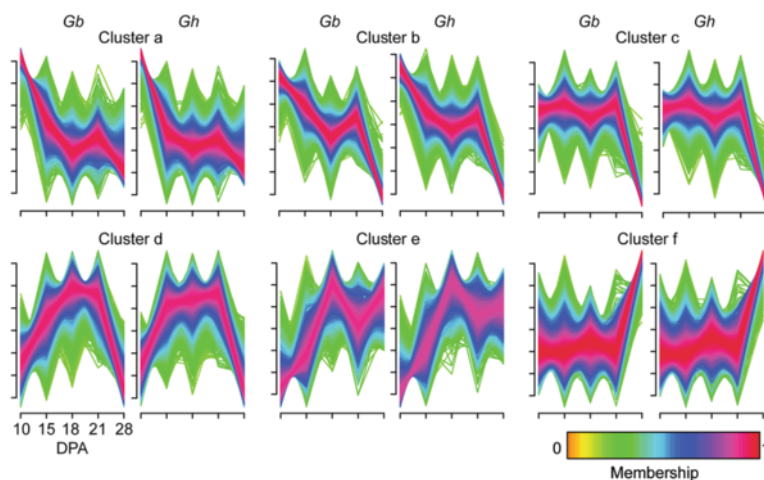 Gb Gh Gb Gh Gb Gh
Cluster a Cluster b Cluster c
Cluster d Cluster e Cluster f
10 15 18 21 28
DPA
0
Membership